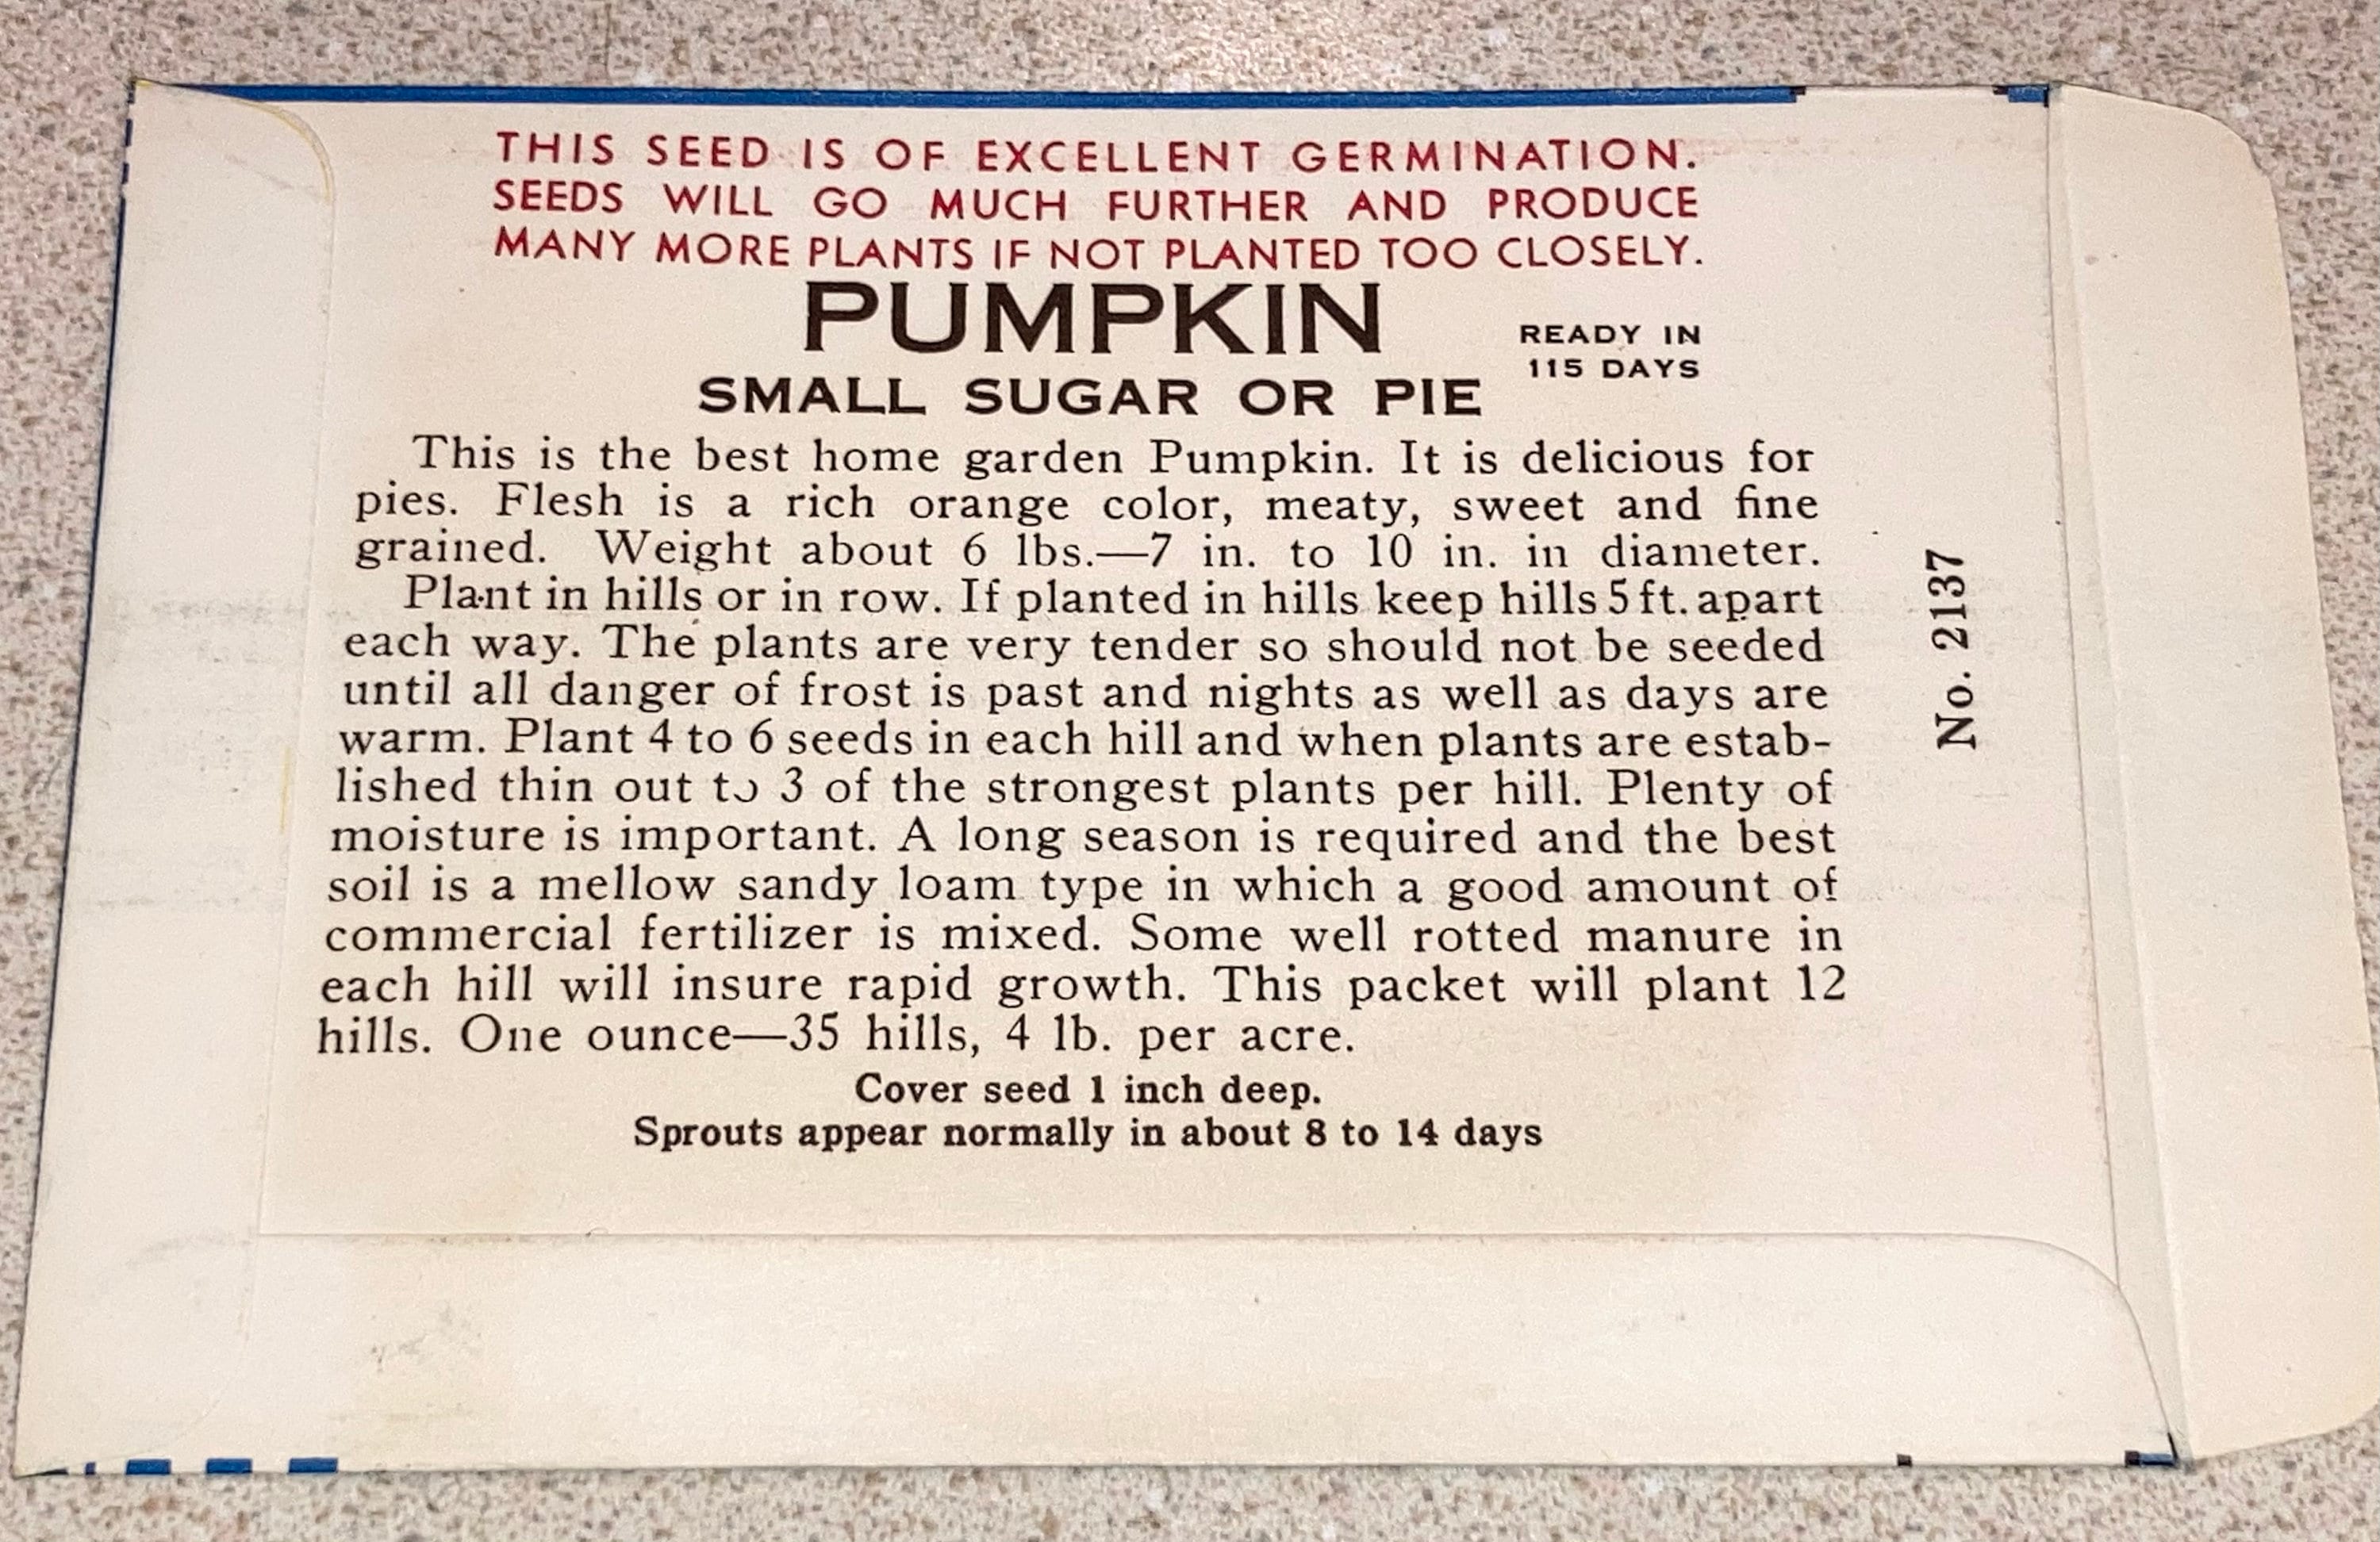 THIS SEED IS OF EXCELLENT GERMINATION.
SEEDS WILL GO MUCH FURTHER AND PRODUCE
MANY MORE PLANTS IF NOT PLANTED TOO CLOSELY.
PUMPKIN
READY IN
115 DAYS
SMALL SUGAR OR PIE
This is the best home garden Pumpkin. It is delicious for
pies. Flesh is a rich orange color, meaty, sweet and fine
grained. Weight about 6 lbs.—7 in. to 10 in. in diameter.
Plant in hills or in row. If planted in hills keep hills 5 ft. apart
each way. The plants are very tender so should not be seeded
until all danger of frost is past and nights as well as days are
warm. Plant 4 to 6 seeds in each hill and when plants are estab-
lished thin out to 3 of the strongest plants per hill. Plenty of
moisture is important. A long season is required and the best
soil is a mellow sandy loam type in which a good amount of
commercial fertilizer is mixed. Some well rotted manure in
each hill will insure rapid growth. This packet will plant 12
hills. One ounce—35 hills, 4 lb. per acre.
Cover seed 1 inch deep.
Sprouts appear normally in about 8 to 14 days
No. 2137